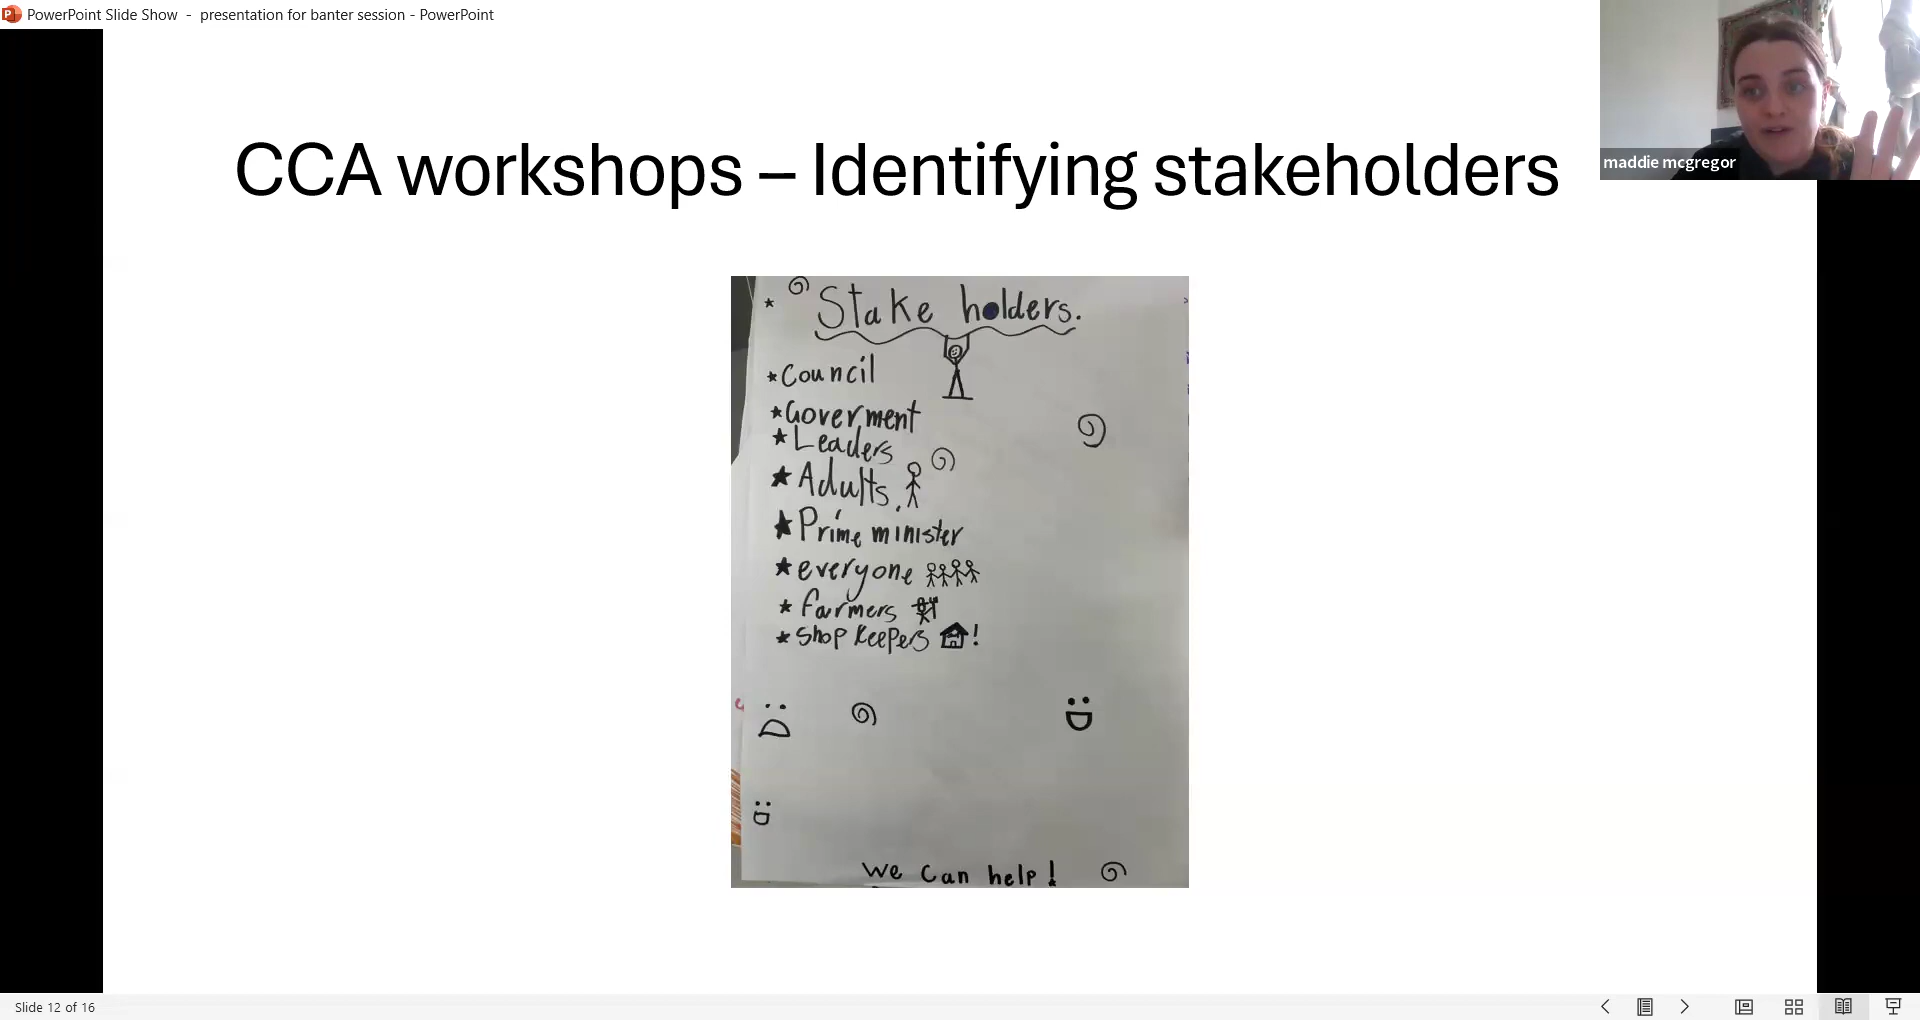 PowerPoint Slide Show - presentation for banter session - PowerPoint
maddie mcgregor
CCA workshops – Identifying stakeholders
Stake holders.
Council
Goverment
Leaders
Adults.
Prime minister
everyone
farmers
shop keepers !
we can help!
Slide 12 of 16